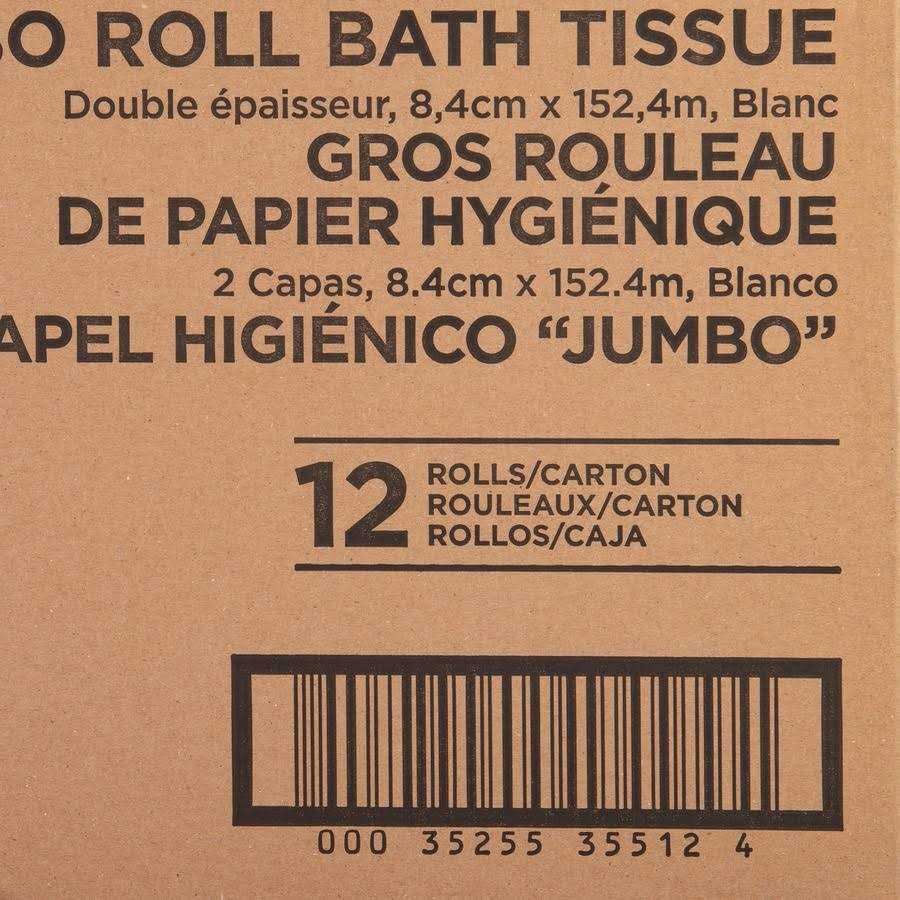 ROLL BATH TISSUE
Double épaisseur, 8,4cm x 152,4m, Blanc
GROS ROULEAU
DE PAPIER HYGIÉNIQUE
2 Capas, 8.4cm x 152.4m, Blanco
APEL HIGIÉNICO “JUMBO”
12 ROLLS/CARTON
ROULEAUX/CARTON
ROLLOS/CAJA
000 35255 35512 4